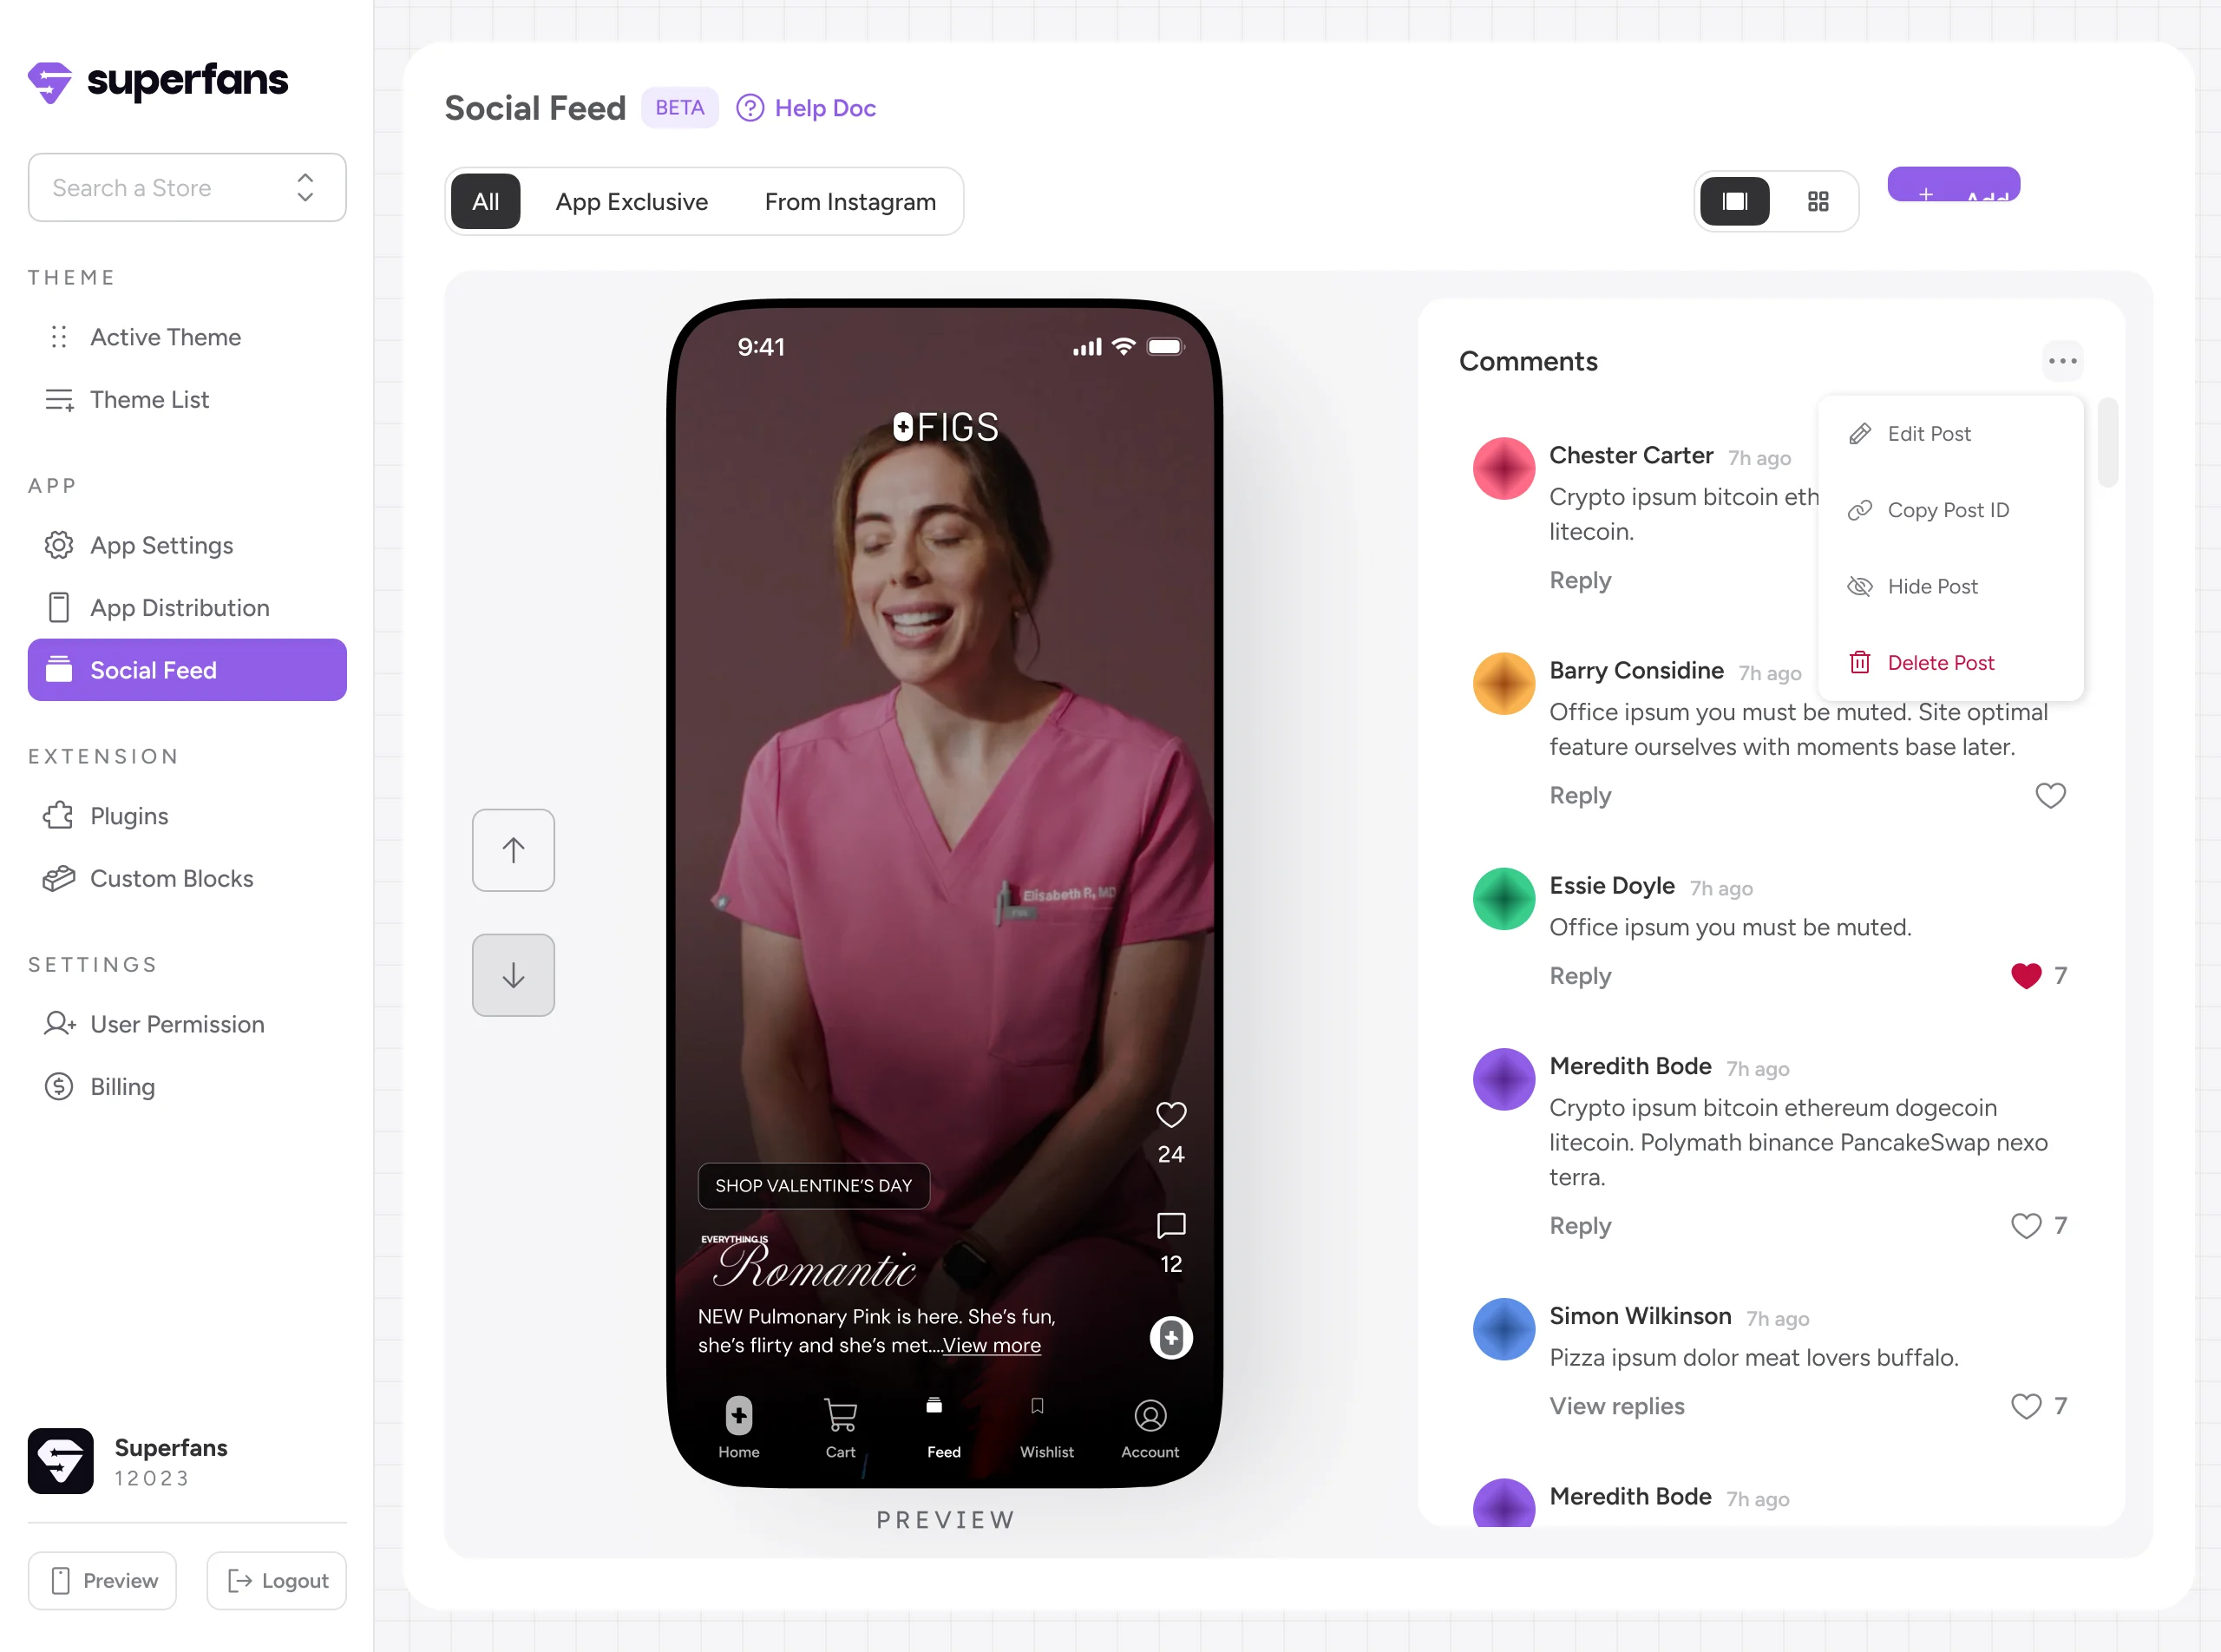 superfans
Search a Store
THEME
Active Theme
Theme List
APP
App Settings
App Distribution
Social Feed
EXTENSION
Plugins
Custom Blocks
SETTINGS
User Permission
Billing
Superfans
12023
Preview
Logout
Social Feed
BETA
Help Doc
All
App Exclusive
From Instagram
+ Add
9:41
FIGS
Elisabeth R, MD
FIGS
24
SHOP VALENTINE’S DAY
12
EVERYTHING IS
Romantic
NEW Pulmonary Pink is here. She’s fun,
she’s flirty and she’s met....View more
Home
Cart
Feed
Wishlist
Account
PREVIEW
Comments
Edit Post
Copy Post ID
Hide Post
Delete Post
Chester Carter 7h ago
Crypto ipsum bitcoin eth
litecoin.
Reply
Barry Considine 7h ago
Office ipsum you must be muted. Site optimal
feature ourselves with moments base later.
Reply
Essie Doyle 7h ago
Office ipsum you must be muted.
Reply
7
Meredith Bode 7h ago
Crypto ipsum bitcoin ethereum dogecoin
litecoin. Polymath binance PancakeSwap nexo
terra.
Reply
7
Simon Wilkinson 7h ago
Pizza ipsum dolor meat lovers buffalo.
View replies
7
Meredith Bode 7h ago